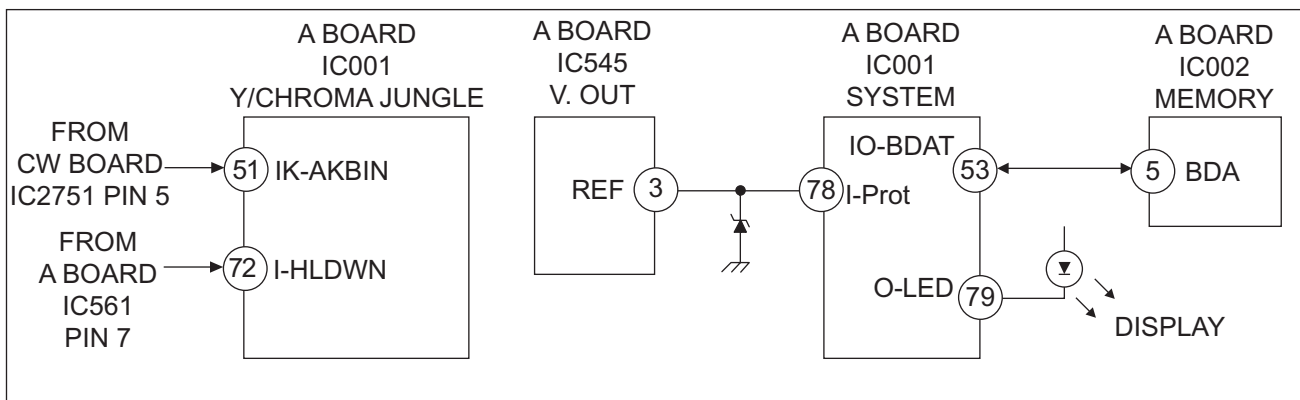 A BOARD
IC001
Y/CHROMA JUNGLE
FROM
CW BOARD
IC2751 PIN 5
51
IK-AKBIN
FROM
A BOARD
IC561
PIN 7
72
I-HLDWN
A BOARD
IC545
V. OUT
REF
3
A BOARD
IC001
SYSTEM
78
I-Prot
IO-BDAT
53
O-LED
79
DISPLAY
A BOARD
IC002
MEMORY
5
BDA